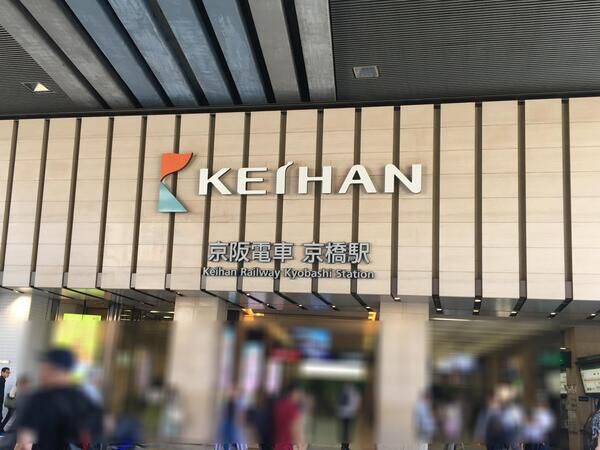 KEIHAN
京阪電車 京橋駅
Keihan Railway Kyobashi Station